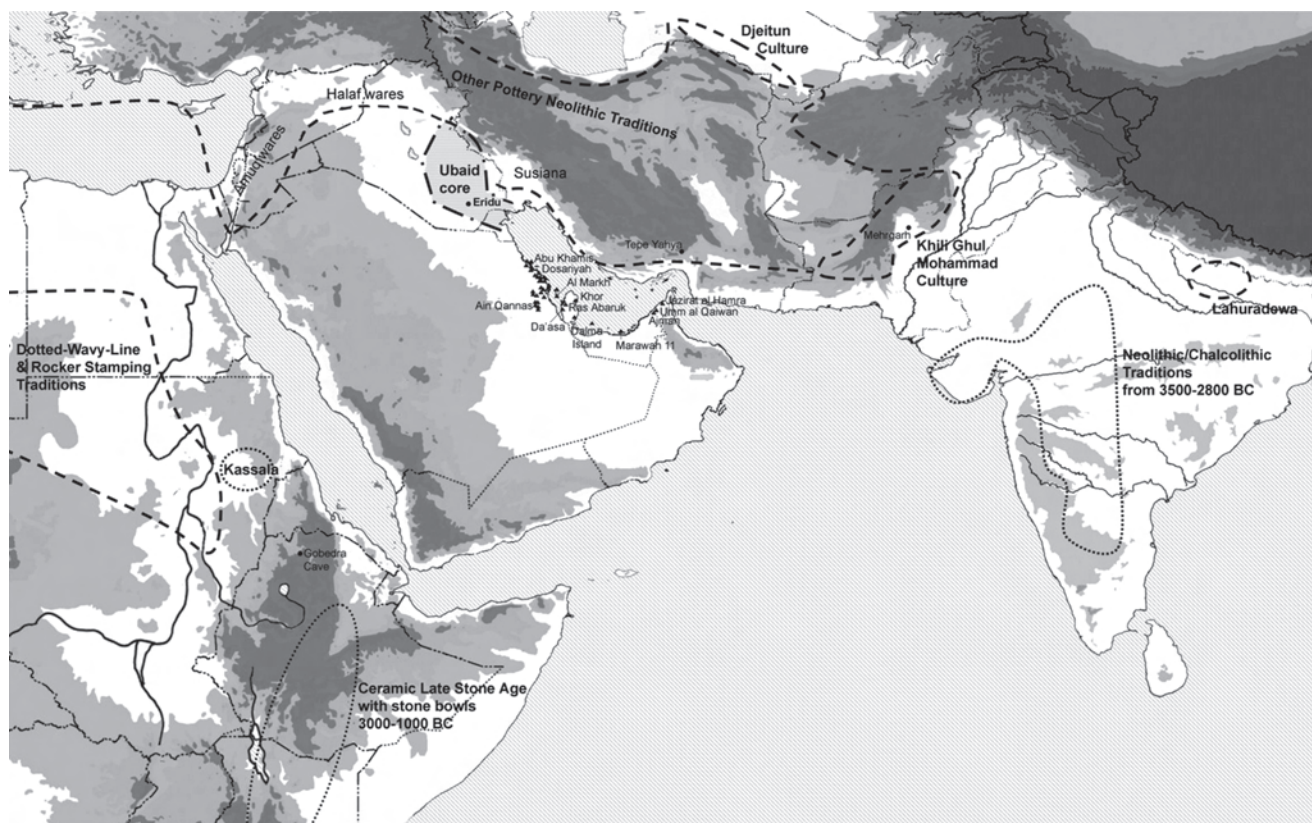 Djeitun
Culture
Other Pottery Neolithic Traditions
Halaf wares
Amuq wares
Ubaid
core
Eridu
Susiana
Tepe Yahya
Mehrgarh
Khili Ghul
Mohammad
Culture
Lahuradewa
Abu Khamis
Dosariyah
Al Markh
Khor
Ain Qannas
Ras Abaruk
Da'asa
Dalma
Island
Marawah 11
Jazirat al Hamra
Umm al Qaiwan
Ajman
Neolithic/Chalcolithic
Traditions
from 3500-2800 BC
Dotted-Wavy-Line
& Rocker Stamping
Traditions
Kassala
Gobedra
Cave
Ceramic Late Stone Age
with stone bowls
3000-1000 BC